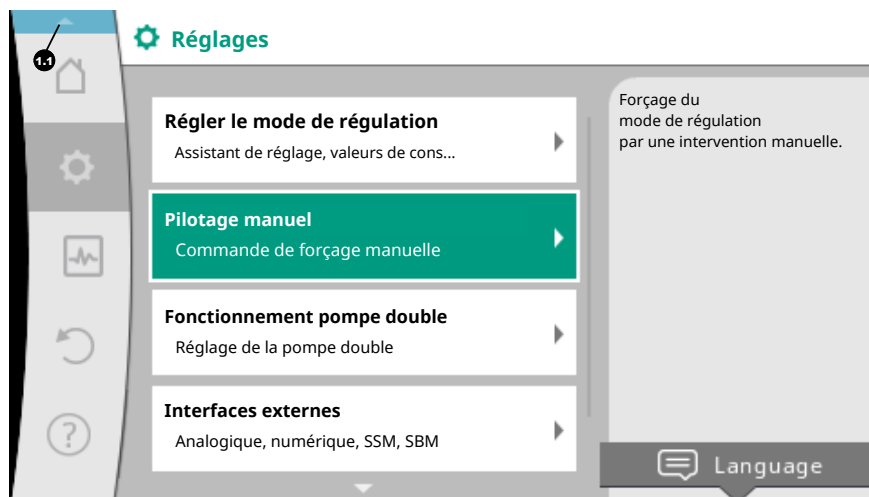 1.1
Réglages
Régler le mode de régulation
Assistant de réglage, valeurs de cons...
Pilotage manuel
Commande de forçage manuelle
Fonctionnement pompe double
Réglage de la pompe double
Interfaces externes
Analogique, numérique, SSM, SBM
Forçage du
mode de régulation
par une intervention manuelle.
Language